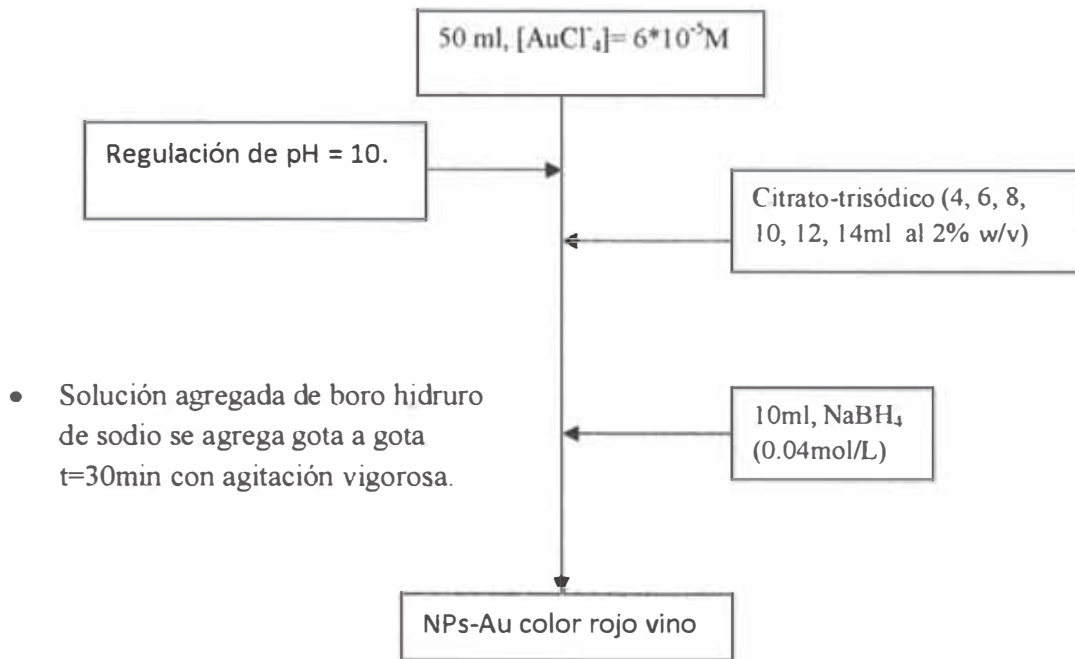 50 ml, [AuCl⁻₄]= 6*10⁻⁵M
Regulación de pH = 10.
Citrato-trisódico (4, 6, 8,
10, 12, 14ml al 2% w/v)
• Solución agregada de boro hidruro
de sodio se agrega gota a gota
t=30min con agitación vigorosa.
10ml, NaBH₄
(0.04mol/L)
NPs-Au color rojo vino